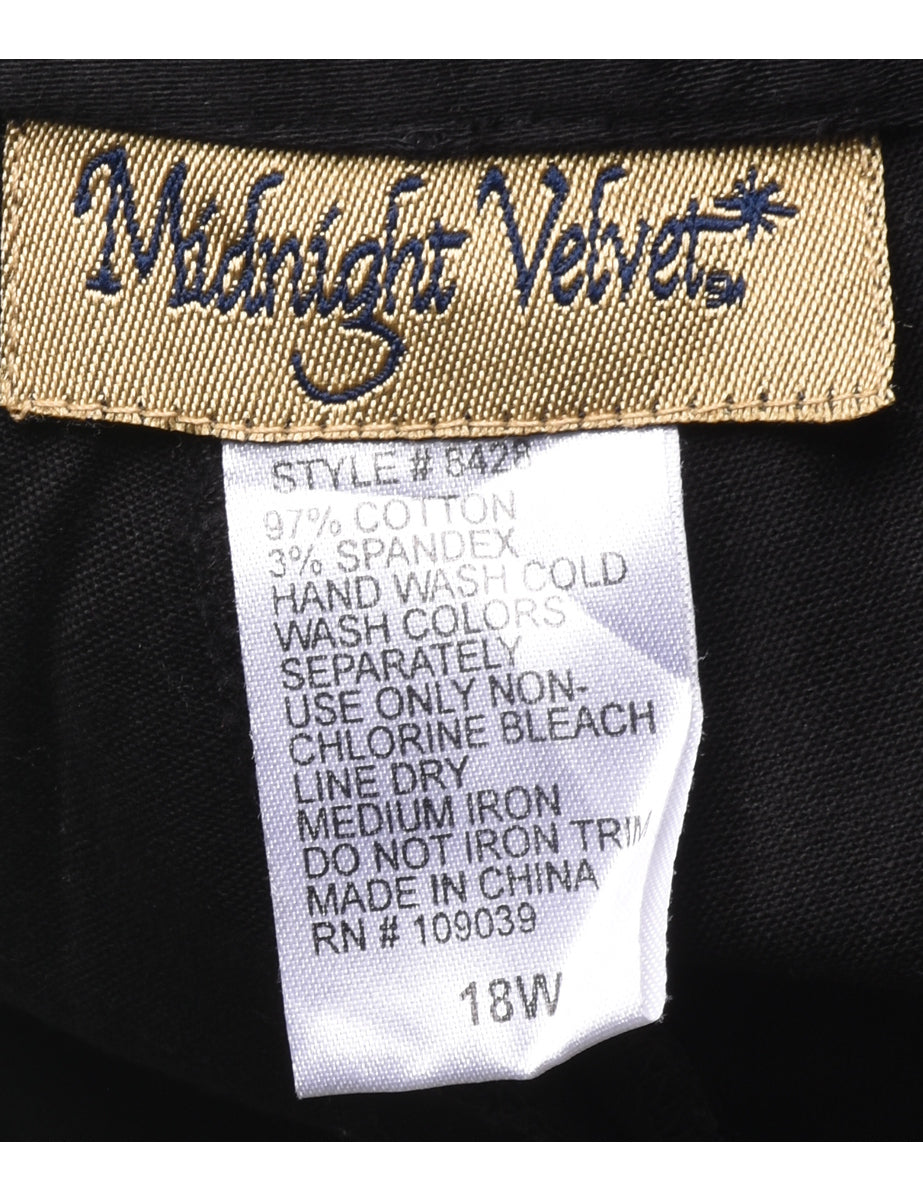 Midnight Velvet SM
STYLE # 8428
97% COTTON
3% SPANDEX
HAND WASH COLD
WASH COLORS
SEPARATELY
USE ONLY NON-
CHLORINE BLEACH
LINE DRY
MEDIUM IRON
DO NOT IRON TRIM
MADE IN CHINA
RN # 109039
18W